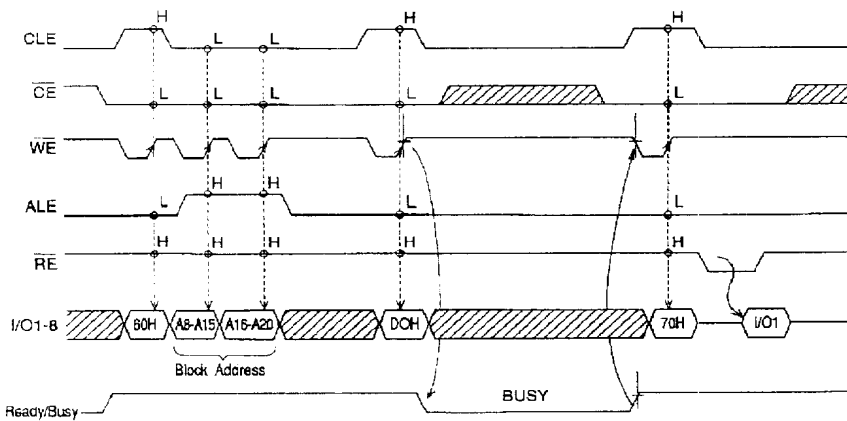 CLE H L L H H
CE L L L L L
WE
ALE L H H L L
RE H H H H H
I/O1-8 60H A8-A15 A16-A20 DOH 70H I/O1
Block Address
Ready/Busy BUSY